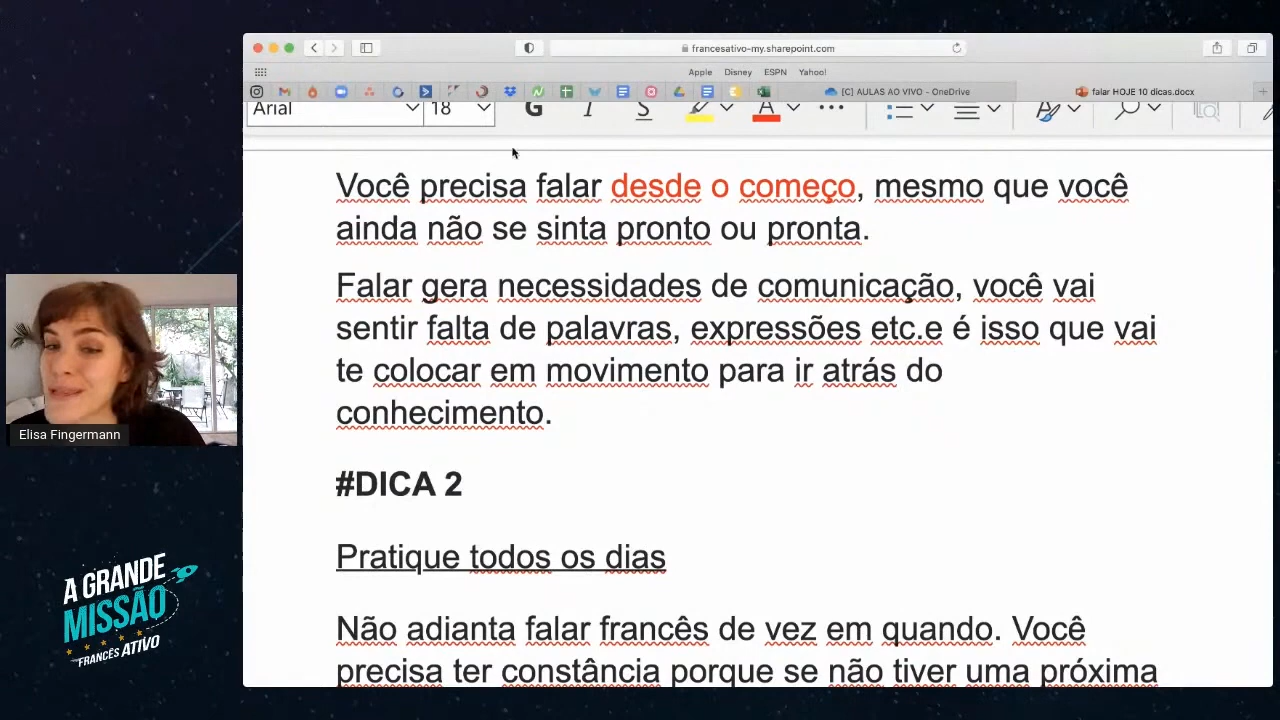 francesativo-my.sharepoint.com
Apple Disney ESPN Yahoo!
[C] AULAS AO VIVO - OneDrive
falar HOJE 10 dicas.docx
Arial 18 G I S A
Você precisa falar desde o começo, mesmo que você
ainda não se sinta pronto ou pronta.
Falar gera necessidades de comunicação, você vai
sentir falta de palavras, expressões etc.e é isso que vai
te colocar em movimento para ir atrás do
conhecimento.
#DICA 2
Pratique todos os dias
Não adianta falar francês de vez em quando. Você
precisa ter constância porque se não tiver uma próxima
Elisa Fingermann
A GRANDE
MISSÃO
FRANCÊS ATIVO